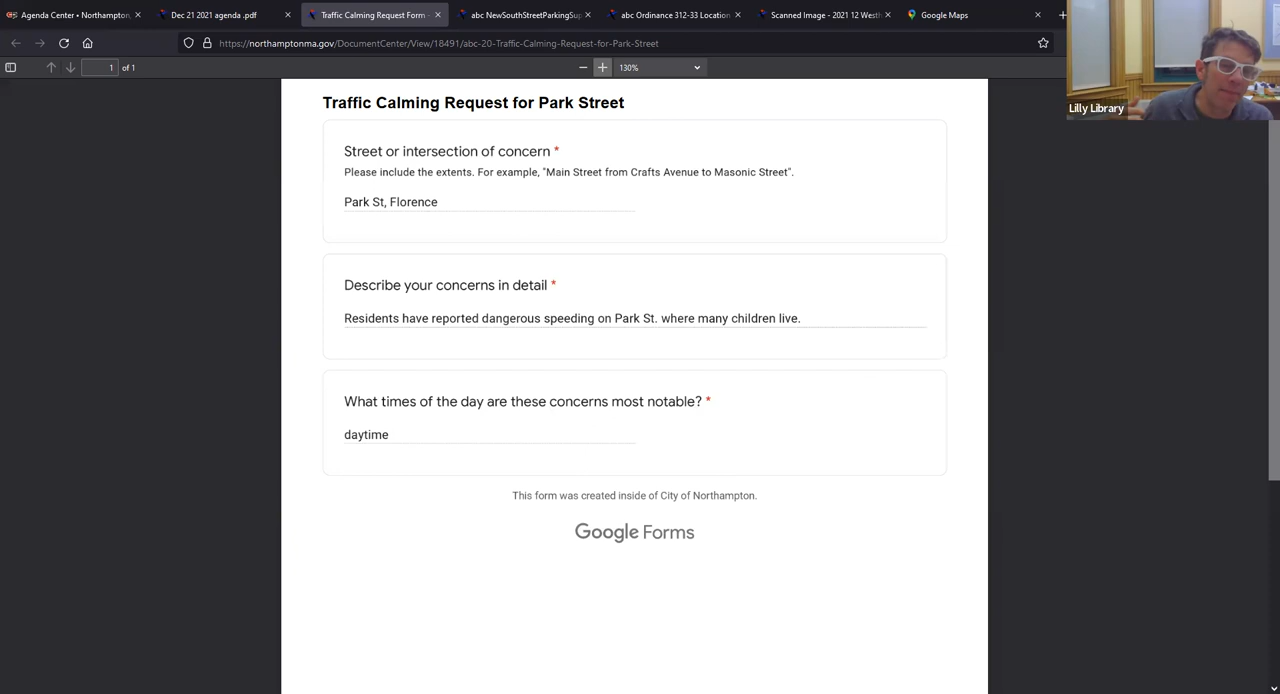 Agenda Center • Northampton,
Dec 21 2021 agenda .pdf
Traffic Calming Request Form -
abc NewSouthStreetParkingSup
abc Ordinance 312-33 Location
Scanned Image - 2021 12 Westh
Google Maps
https://northamptonma.gov/DocumentCenter/View/18491/abc-20-Traffic-Calming-Request-for-Park-Street
1 of 1
130%
Lilly Library
Traffic Calming Request for Park Street
Street or intersection of concern *
Please include the extents. For example, "Main Street from Crafts Avenue to Masonic Street".
Park St, Florence
Describe your concerns in detail *
Residents have reported dangerous speeding on Park St. where many children live.
What times of the day are these concerns most notable? *
daytime
This form was created inside of City of Northampton.
Google Forms